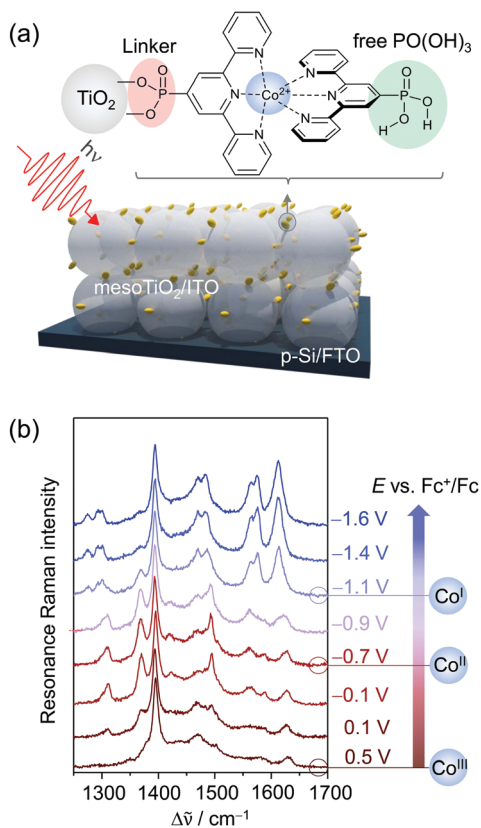 (a)
Linker
free PO(OH)₃
TiO₂
O
O
O
P
N
N
N
Co²⁺
N
N
N
O
P
O
O
H
H
hν
mesoTiO₂/ITO
p-Si/FTO
(b)
E vs. Fc⁺/Fc
−1.6 V
−1.4 V
−1.1 V
Coᴵ
−0.9 V
−0.7 V
Coᴵᴵ
−0.1 V
0.1 V
0.5 V
Coᴵᴵᴵ
Resonance Raman intensity
1300 1400 1500 1600 1700
Δν̃ / cm⁻¹